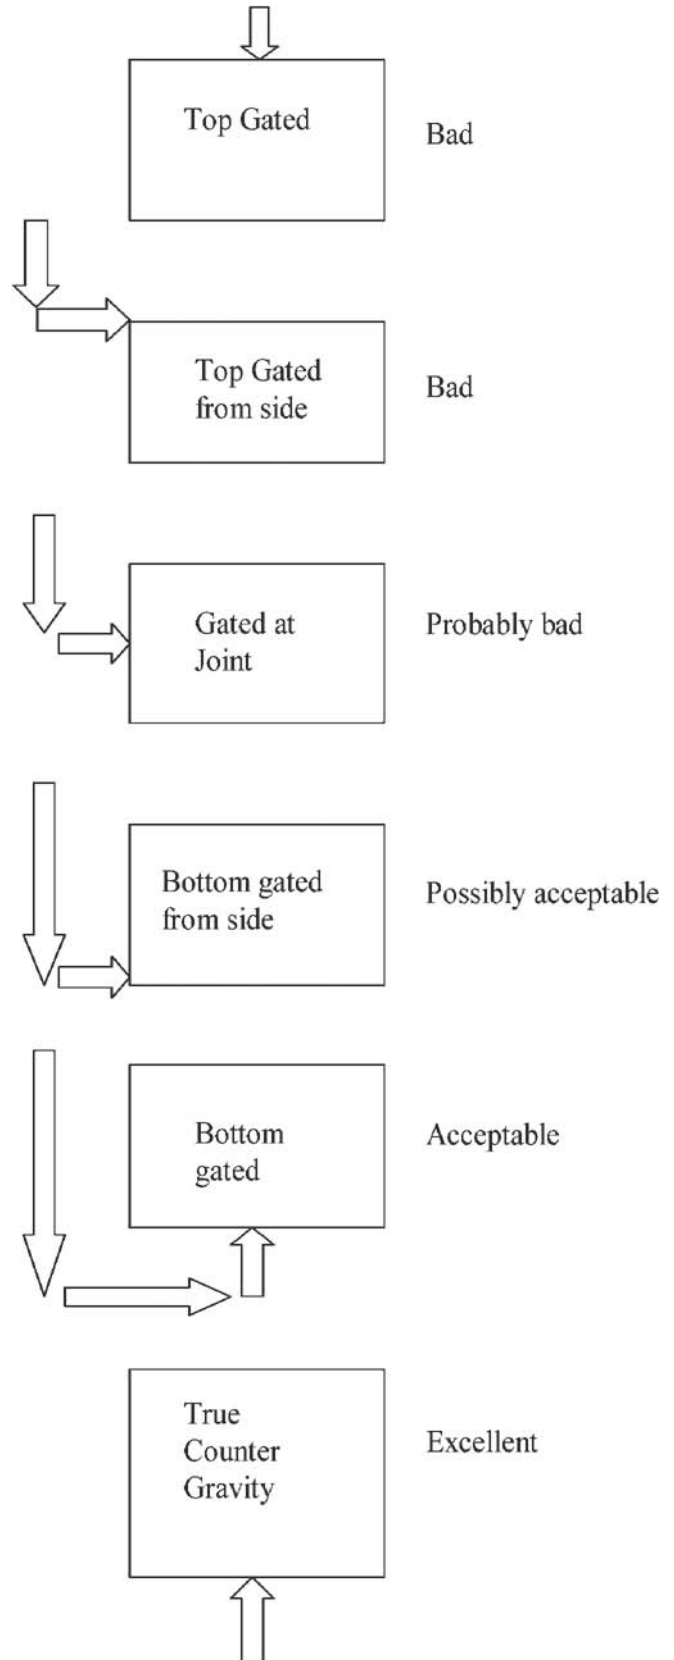 Top Gated
Bad
Top Gated
from side
Bad
Gated at
Joint
Probably bad
Bottom gated
from side
Possibly acceptable
Bottom
gated
Acceptable
True
Counter
Gravity
Excellent